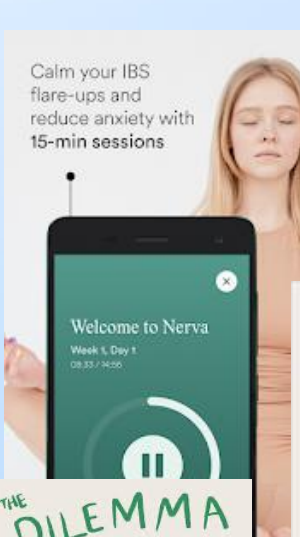 Calm your IBS
flare-ups and
reduce anxiety with
15-min sessions
Welcome to Nerva
Week 1, Day 1
08:33 / 14:56
THE
DILEMMA